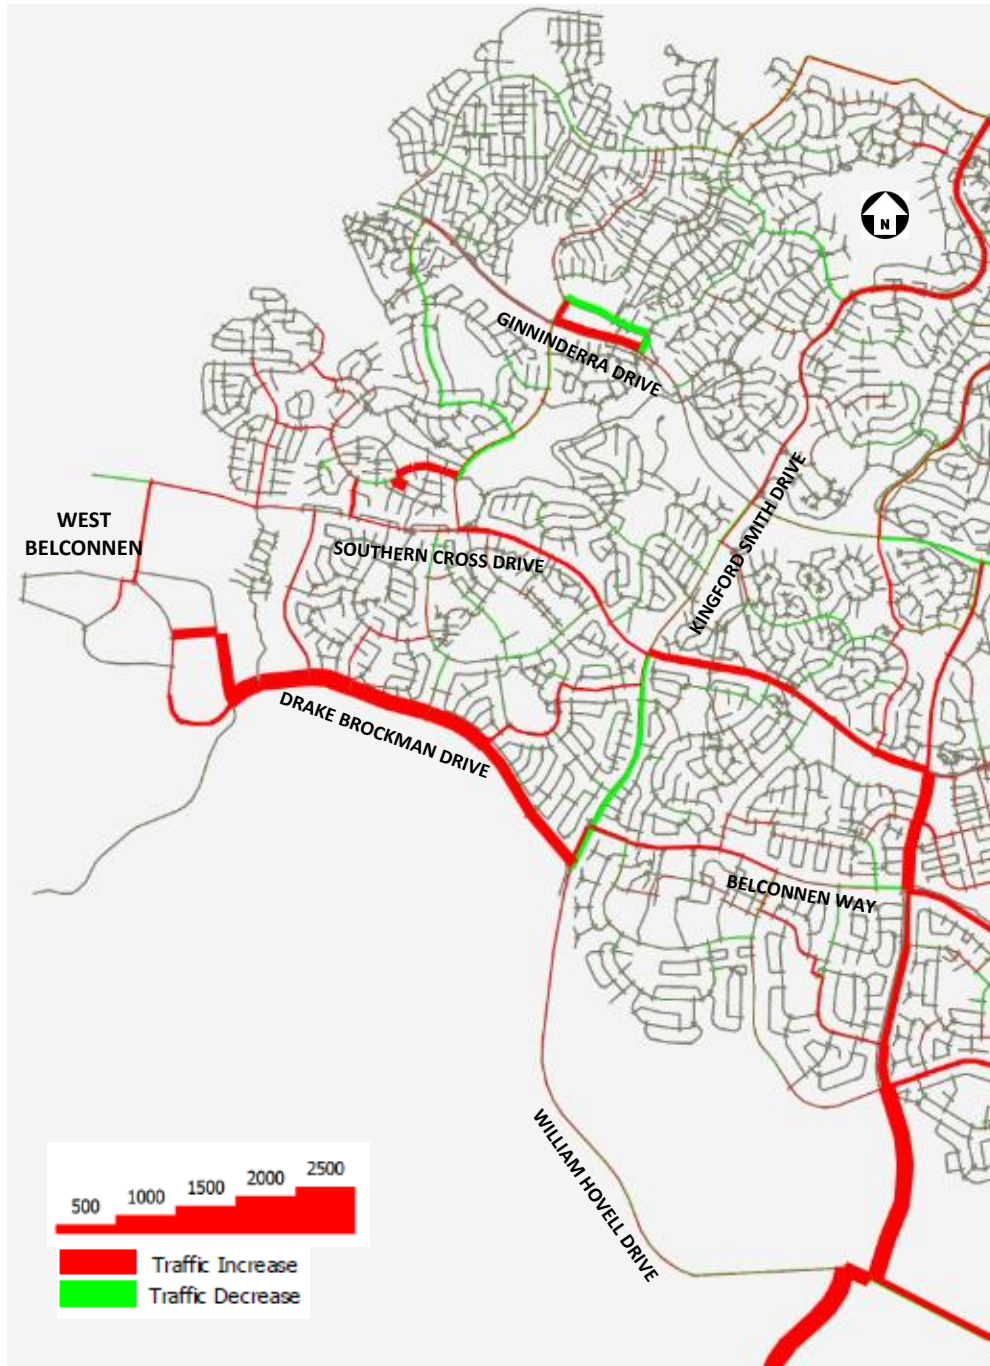 N
GINNINDERRA DRIVE
KINGFORD SMITH DRIVE
WEST
BELCONNEN
SOUTHERN CROSS DRIVE
DRAKE BROCKMAN DRIVE
BELCONNEN WAY
WILLIAM HOVELL DRIVE
500 1000 1500 2000 2500
Traffic Increase
Traffic Decrease